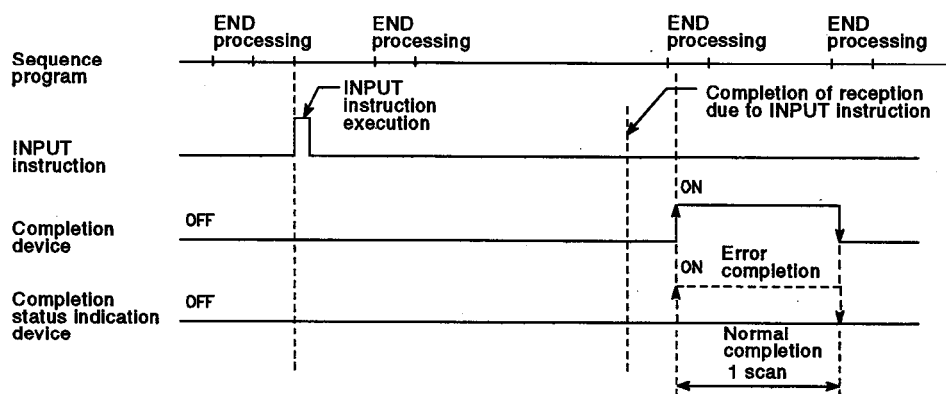 END
processing
END
processing
END
processing
END
processing
Sequence
program
INPUT
instruction
execution
Completion of reception
due to INPUT instruction
INPUT
instruction
ON
OFF
Completion
device
Error
completion
ON
OFF
Completion
status indication
device
Normal
completion
1 scan